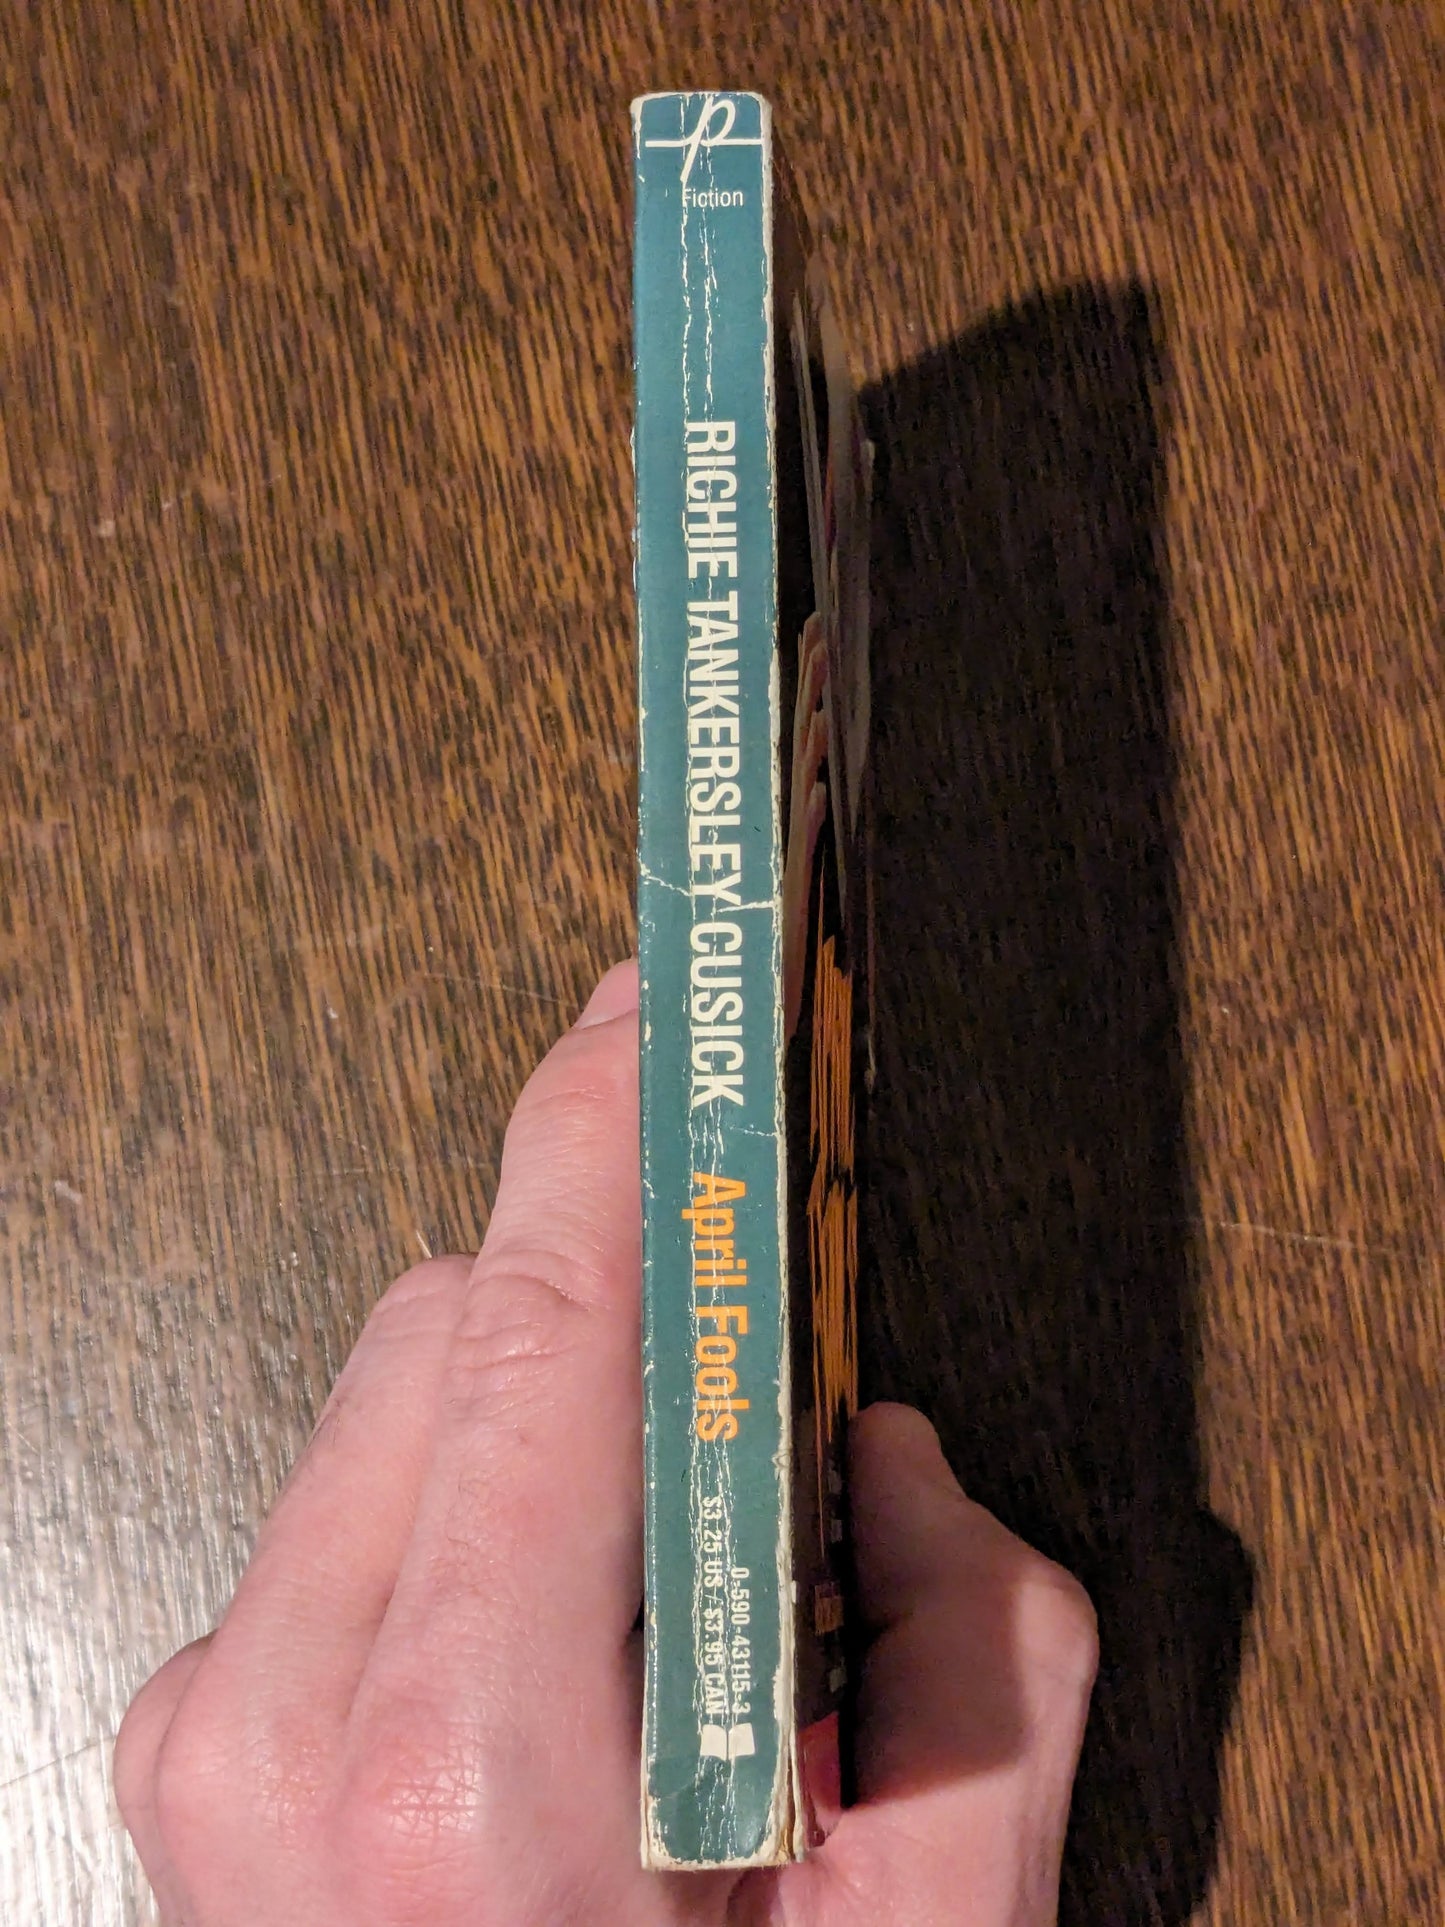 p
Fiction
RICHIE TANKERSLEY CUSICK April Fools
0-590-43115-3
$3.25 US / $3.95 CAN